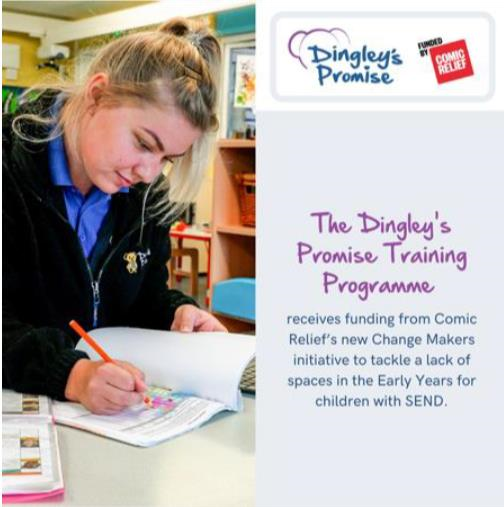 Dingley's
Promise
FUNDED
BY
COMIC
RELIEF
The Dingley's
Promise Training
Programme
receives funding from Comic
Relief's new Change Makers
initiative to tackle a lack of
spaces in the Early Years for
children with SEND.